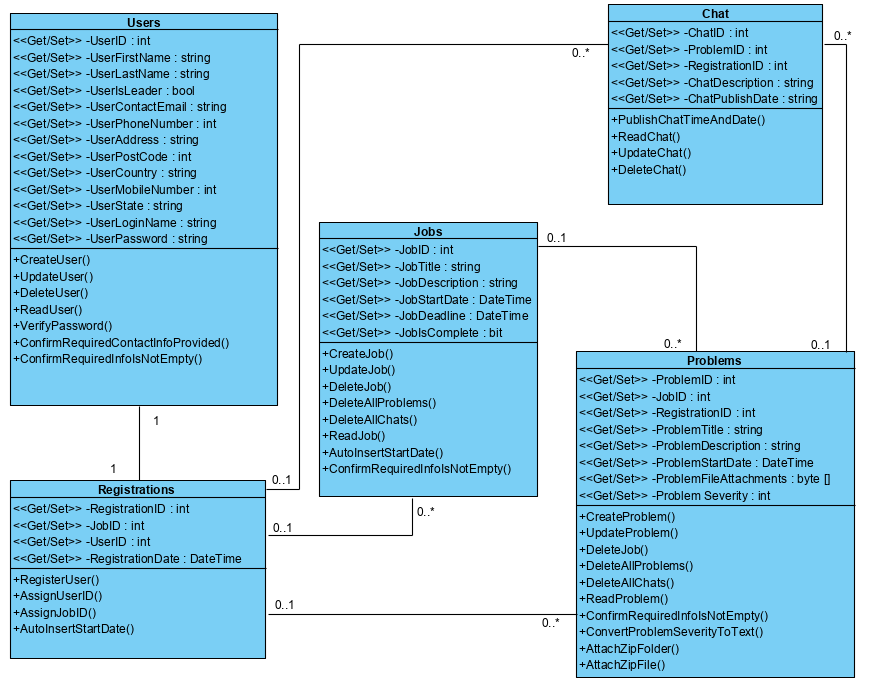 Users
<<Get/Set>> -UserID : int
<<Get/Set>> -UserFirstName : string
<<Get/Set>> -UserLastName : string
<<Get/Set>> -UserIsLeader : bool
<<Get/Set>> -UserContactEmail : string
<<Get/Set>> -UserPhoneNumber : int
<<Get/Set>> -UserAddress : string
<<Get/Set>> -UserPostCode : int
<<Get/Set>> -UserCountry : string
<<Get/Set>> -UserMobileNumber : int
<<Get/Set>> -UserState : string
<<Get/Set>> -UserLoginName : string
<<Get/Set>> -UserPassword : string
+CreateUser()
+UpdateUser()
+DeleteUser()
+ReadUser()
+VerifyPassword()
+ConfirmRequiredContactInfoProvided()
+ConfirmRequiredInfoIsNotEmpty()
1
1
Chat
<<Get/Set>> -ChatID : int
<<Get/Set>> -ProblemID : int
<<Get/Set>> -RegistrationID : int
<<Get/Set>> -ChatDescription : string
<<Get/Set>> -ChatPublishDate : string
+PublishChatTimeAndDate()
+ReadChat()
+UpdateChat()
+DeleteChat()
0..*
0..*
Jobs
<<Get/Set>> -JobID : int
<<Get/Set>> -JobTitle : string
<<Get/Set>> -JobDescription : string
<<Get/Set>> -JobStartDate : DateTime
<<Get/Set>> -JobDeadline : DateTime
<<Get/Set>> -JobIsComplete : bit
+CreateJob()
+UpdateJob()
+DeleteJob()
+DeleteAllProblems()
+DeleteAllChats()
+ReadJob()
+AutoInsertStartDate()
+ConfirmRequiredInfoIsNotEmpty()
0..1
0..*
0..*
0..1
Problems
<<Get/Set>> -ProblemID : int
<<Get/Set>> -JobID : int
<<Get/Set>> -RegistrationID : int
<<Get/Set>> -ProblemTitle : string
<<Get/Set>> -ProblemDescription : string
<<Get/Set>> -ProblemStartDate : DateTime
<<Get/Set>> -ProblemFileAttachments : byte []
<<Get/Set>> -Problem Severity : int
+CreateProblem()
+UpdateProblem()
+DeleteJob()
+DeleteAllProblems()
+DeleteAllChats()
+ReadProblem()
+ConfirmRequiredInfoIsNotEmpty()
+ConvertProblemSeverityToText()
+AttachZipFolder()
+AttachZipFile()
Registrations
<<Get/Set>> -RegistrationID : int
<<Get/Set>> -JobID : int
<<Get/Set>> -UserID : int
<<Get/Set>> -RegistrationDate : DateTime
+RegisterUser()
+AssignUserID()
+AssignJobID()
+AutoInsertStartDate()
0..1
0..1
0..1
0..*